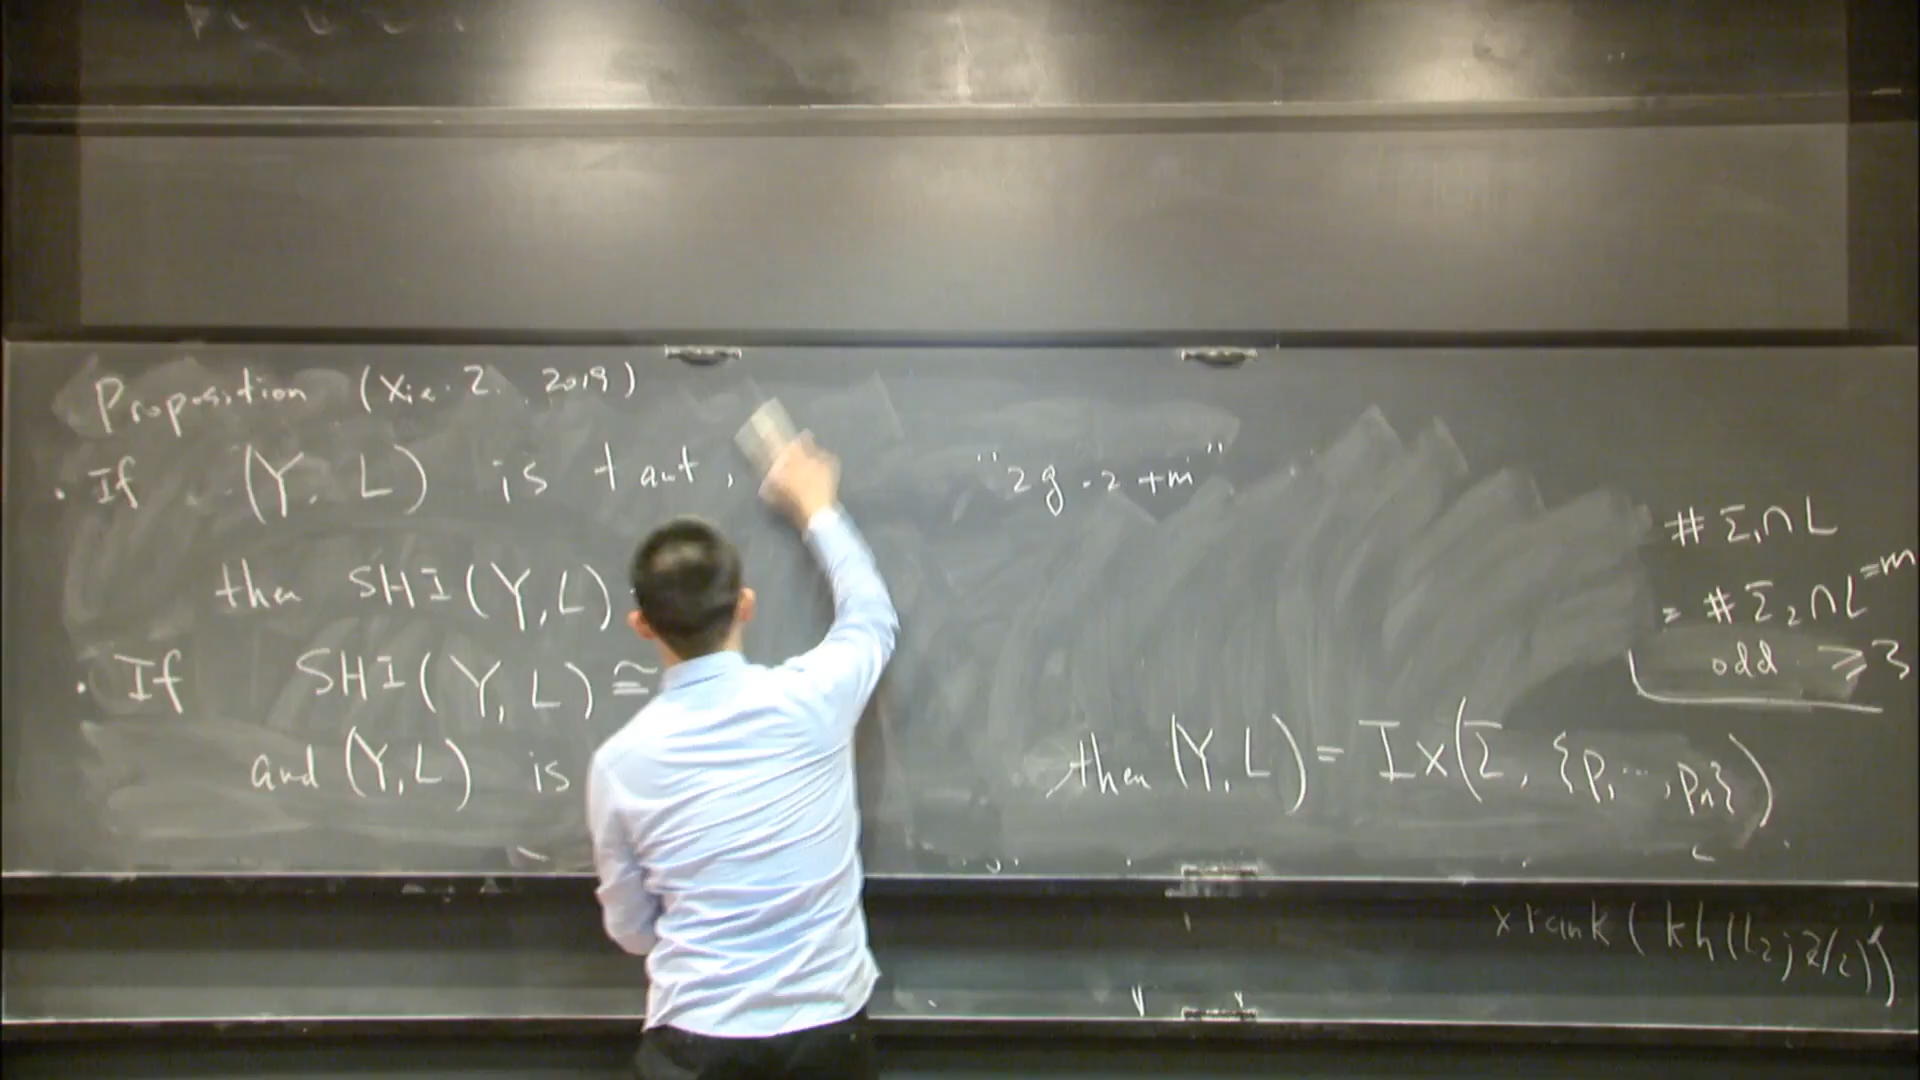 Proposition (Xie. Z. 2019)
· If (Y, L) is taut,
"2g-2+m"
then SHI(Y,L)
· If SHI(Y,L) ≅
and (Y,L) is
then (Y,L) = I×(Σ, {p, ..., pn})
# Σ₁∩L
= # Σ₂∩L = m
odd ≥ 3
× rank(kh(L₂; Z/2))